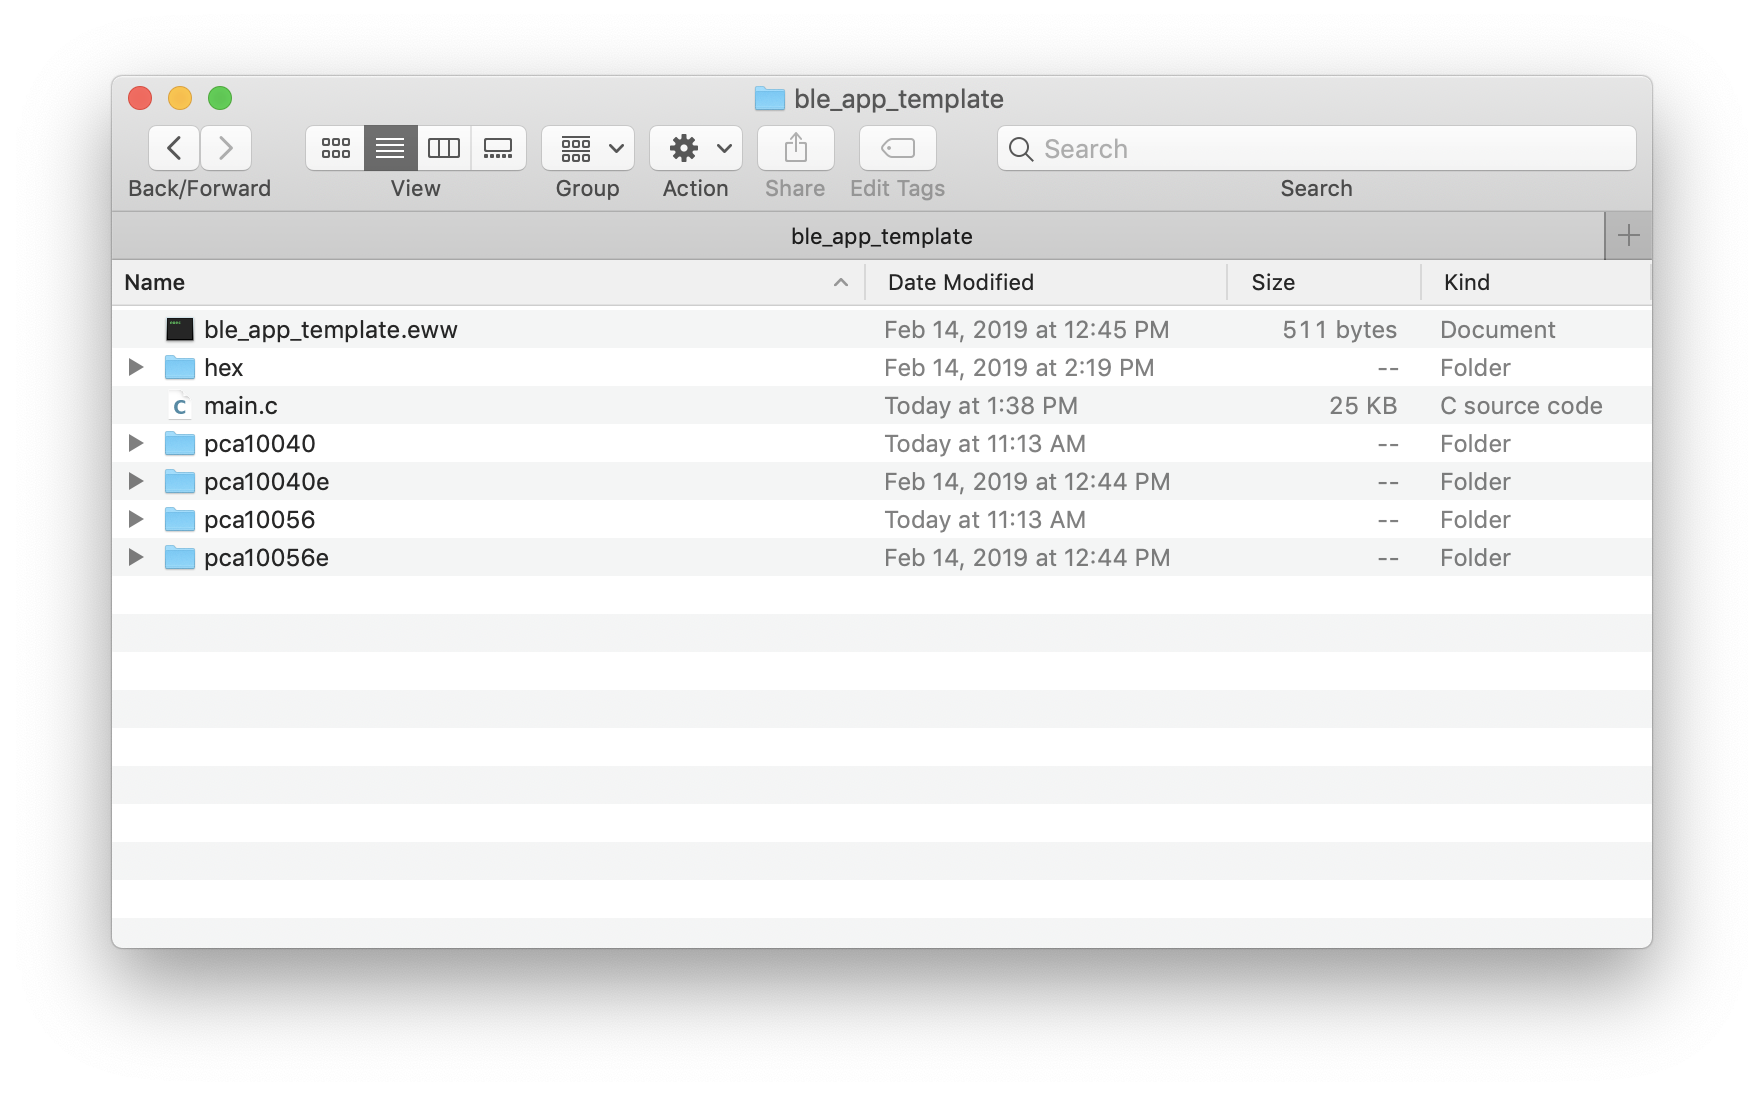 ble_app_template
Back/Forward View Group Action Share Edit Tags Search Search
ble_app_template
Name Date Modified Size Kind
ble_app_template.eww Feb 14, 2019 at 12:45 PM 511 bytes Document
hex Feb 14, 2019 at 2:19 PM -- Folder
main.c Today at 1:38 PM 25 KB C source code
pca10040 Today at 11:13 AM -- Folder
pca10040e Feb 14, 2019 at 12:44 PM -- Folder
pca10056 Today at 11:13 AM -- Folder
pca10056e Feb 14, 2019 at 12:44 PM -- Folder